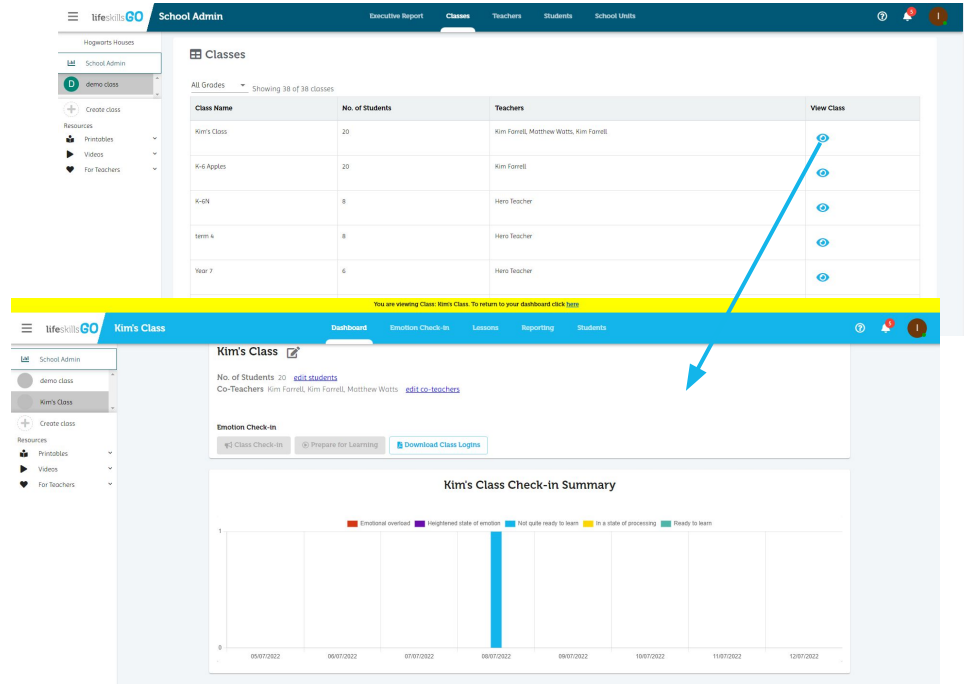 lifeskillsGO School Admin Executive Report Classes Teachers Students School Units
Hogwarts Houses
School Admin
D demo class
Create class
Resources
Printables
Videos
For Teachers
Classes
All Grades Showing 38 of 38 classes
Class Name No. of Students Teachers View Class
Kim's Class 20 Kim Farrell, Matthew Watts, Kim Farrell
K-6 Apples 20 Kim Farrell
K-6N 8 Hero Teacher
term 4 8 Hero Teacher
Year 7 6 Hero Teacher
You are viewing Class: Kim's Class. To return to your dashboard click here
lifeskillsGO Kim's Class Dashboard Emotion Check-in Lessons Reporting Students
School Admin
demo class
Kim's Class
Create class
Resources
Printables
Videos
For Teachers
Kim's Class
No. of Students 20 edit students
Co-Teachers Kim Farrell, Kim Farrell, Matthew Watts edit co-teachers
Emotion Check-in
Class Check-in Prepare for Learning Download Class Logins
Kim's Class Check-in Summary
Emotional overload Heightened state of emotion Not quite ready to learn In a state of processing Ready to learn
1
0
05/07/2022 06/07/2022 07/07/2022 08/07/2022 09/07/2022 10/07/2022 11/07/2022 12/07/2022